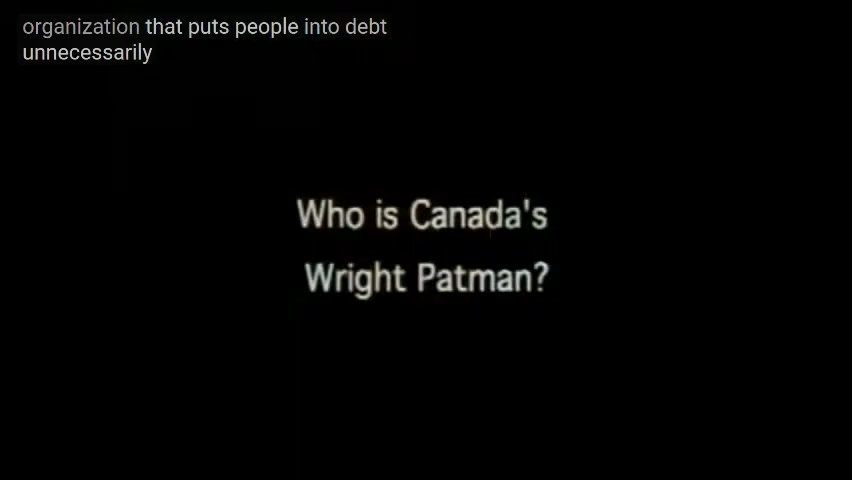 organization that puts people into debt
unnecessarily
Who is Canada's
Wright Patman?